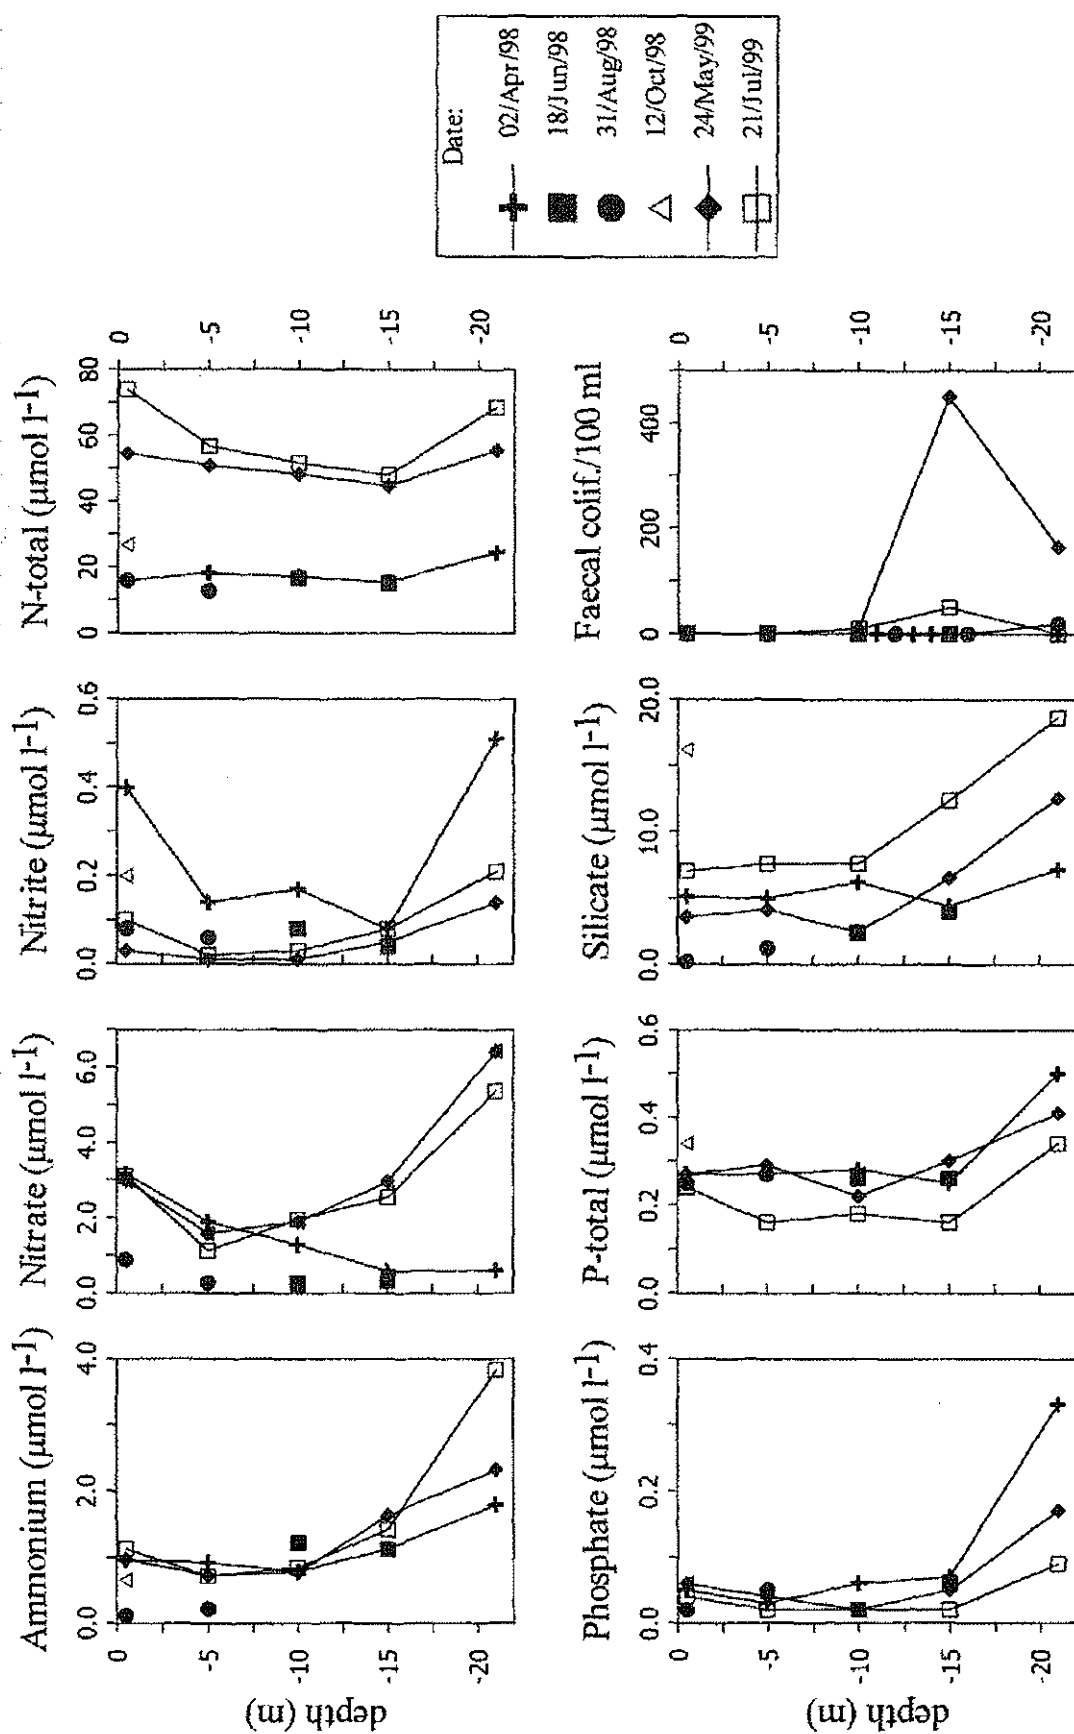 Ammonium (µmol l⁻¹)
0.0 2.0 4.0
Nitrate (µmol l⁻¹)
0.0 2.0 4.0 6.0
Nitrite (µmol l⁻¹)
0.0 0.2 0.4 0.6
N-total (µmol l⁻¹)
0 20 40 60 80
depth (m)
0
-5
-10
-15
-20
0
-5
-10
-15
-20
Phosphate (µmol l⁻¹)
0.0 0.2 0.4
P-total (µmol l⁻¹)
0.0 0.2 0.4 0.6
Silicate (µmol l⁻¹)
0.0 10.0 20.0
Faecal colif./100 ml
0 200 400
depth (m)
0
-5
-10
-15
-20
0
-5
-10
-15
-20
Date:
02/Apr/98
18/Jun/98
31/Aug/98
12/Oct/98
24/May/99
21/Jul/99